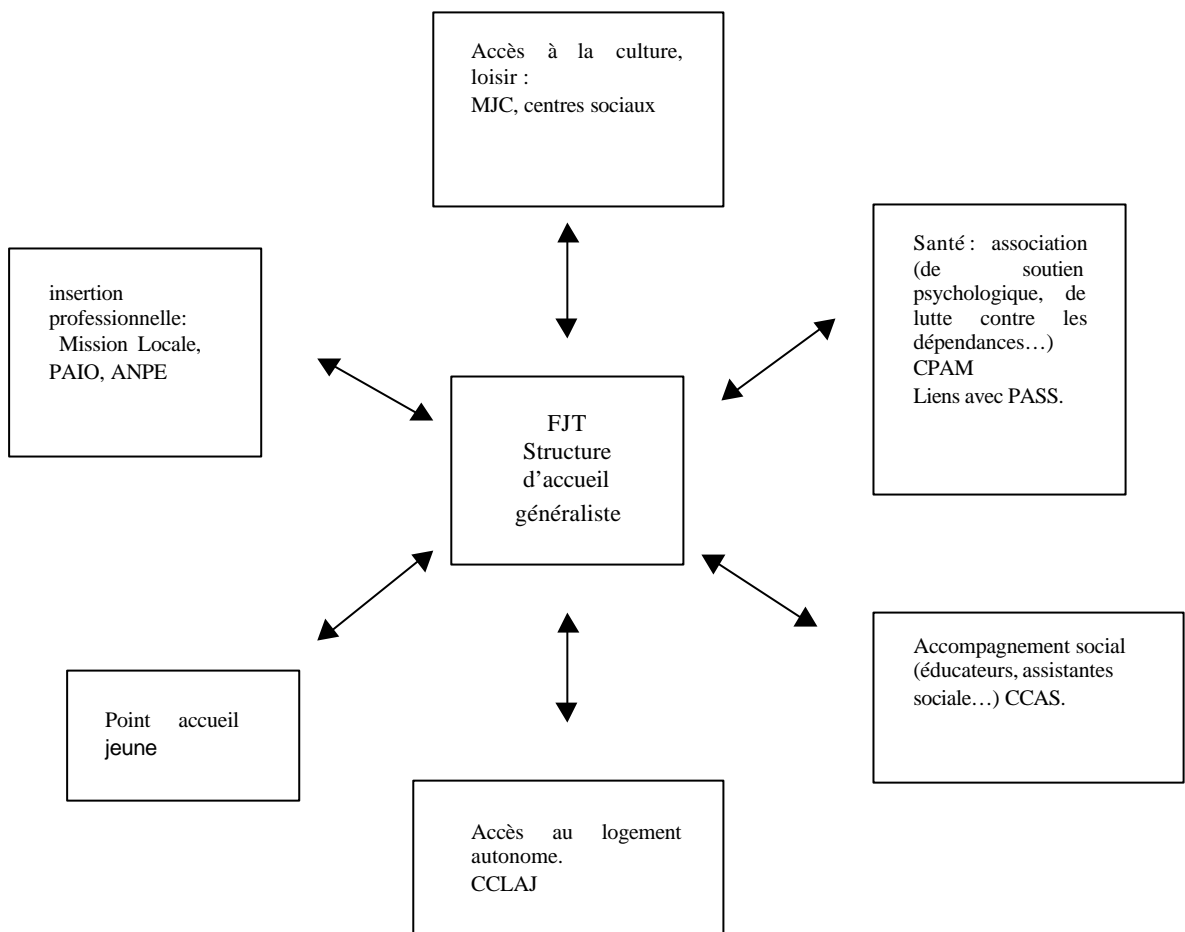 Accès à la culture,
loisir :
MJC, centres sociaux
insertion
professionnelle:
Mission Locale,
PAIO, ANPE
Santé : association
(de soutien
psychologique, de
lutte contre les
dépendances…)
CPAM
Liens avec PASS.
FJT
Structure
d’accueil
généraliste
Point accueil
jeune
Accompagnement social
(éducateurs, assistantes
sociale…) CCAS.
Accès au logement
autonome.
CCLAJ